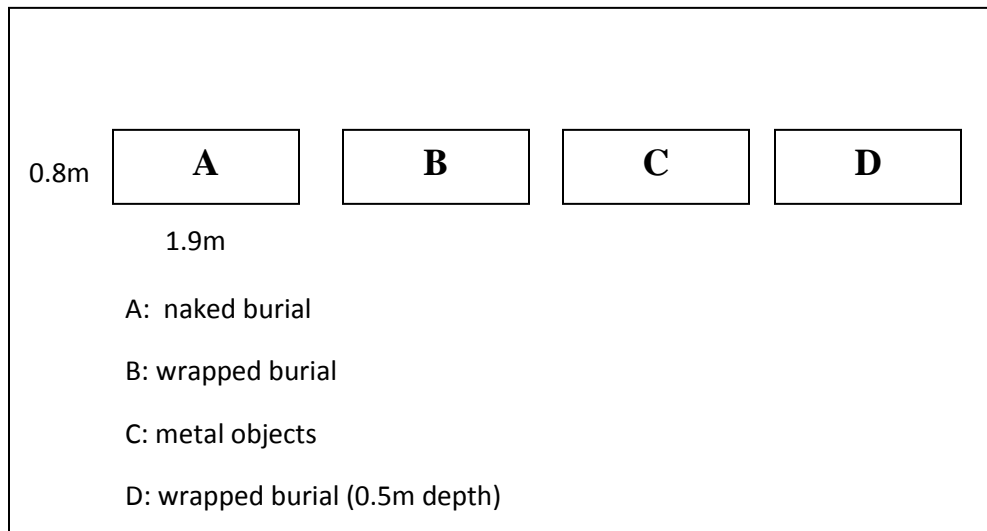 A B C D
0.8m
1.9m
A:  naked burial
B: wrapped burial
C: metal objects
D: wrapped burial (0.5m depth)